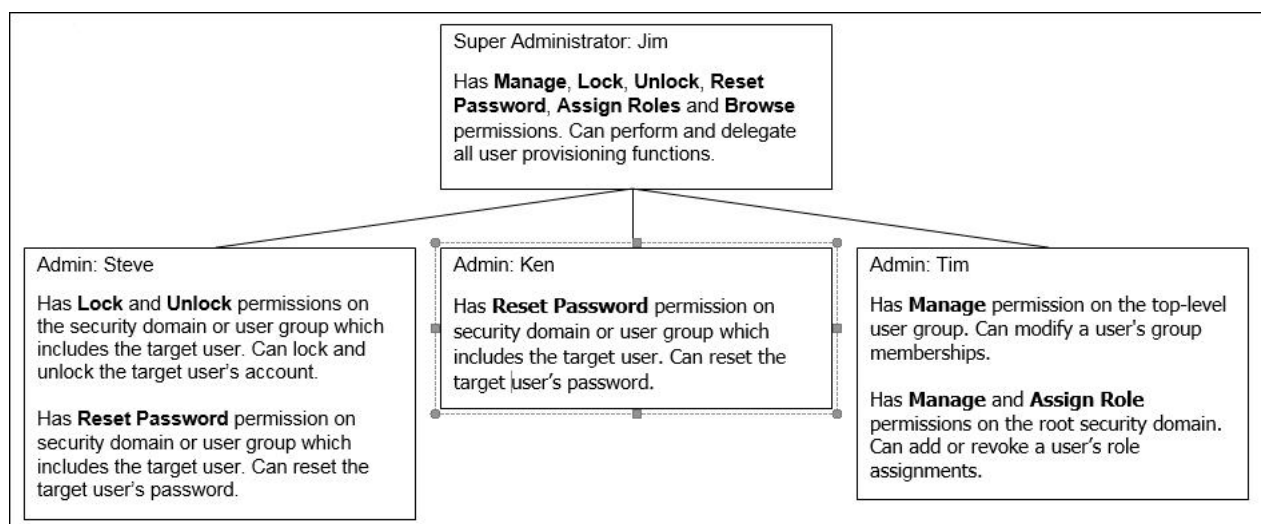 Super Administrator: Jim
Has Manage, Lock, Unlock, Reset
Password, Assign Roles and Browse
permissions. Can perform and delegate
all user provisioning functions.
Admin: Steve
Has Lock and Unlock permissions on
the security domain or user group which
includes the target user. Can lock and
unlock the target user's account.
Has Reset Password permission on
security domain or user group which
includes the target user. Can reset the
target user's password.
Admin: Ken
Has Reset Password permission on
security domain or user group which
includes the target user. Can reset the
target user's password.
Admin: Tim
Has Manage permission on the top-level
user group. Can modify a user's group
memberships.
Has Manage and Assign Role
permissions on the root security domain.
Can add or revoke a user's role
assignments.